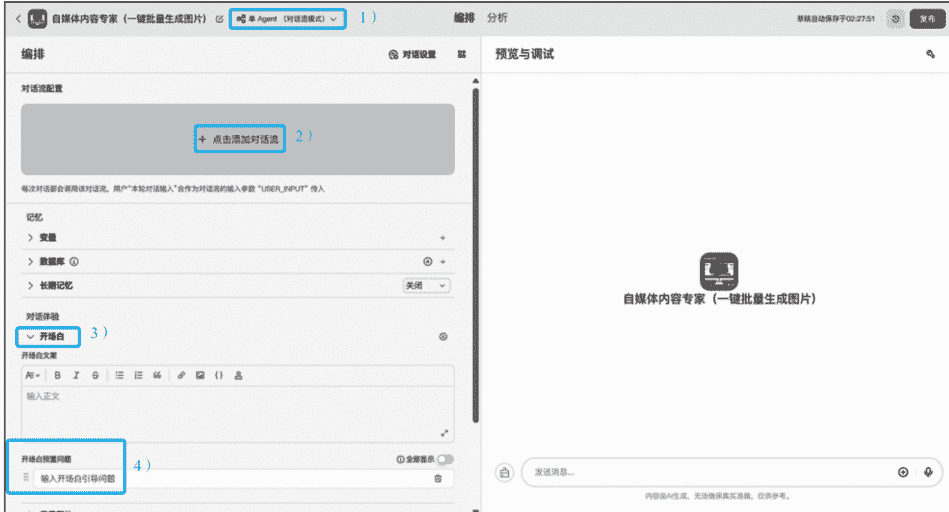 自媒体内容专家（一键批量生成图片） 单 Agent （对话流模式） 1） 编排 分析 草稿自动保存于02:27:51 发布
编排 对话设置 预览与调试
对话流配置
+ 点击添加对话流 2）
每次对话都会调用该对话流，用户“本轮对话输入”会作为对话流的输入参数 "USER_INPUT" 传入
记忆
变量 +
数据库 +
长期记忆 关闭
对话体验
开场白 3）
开场白文案
B I S
输入正文
开场白预置问题 全部显示
输入开场白引导问题 4）
自媒体内容专家（一键批量生成图片）
发送消息...
内容由AI生成，无法确保真实准确，仅供参考。